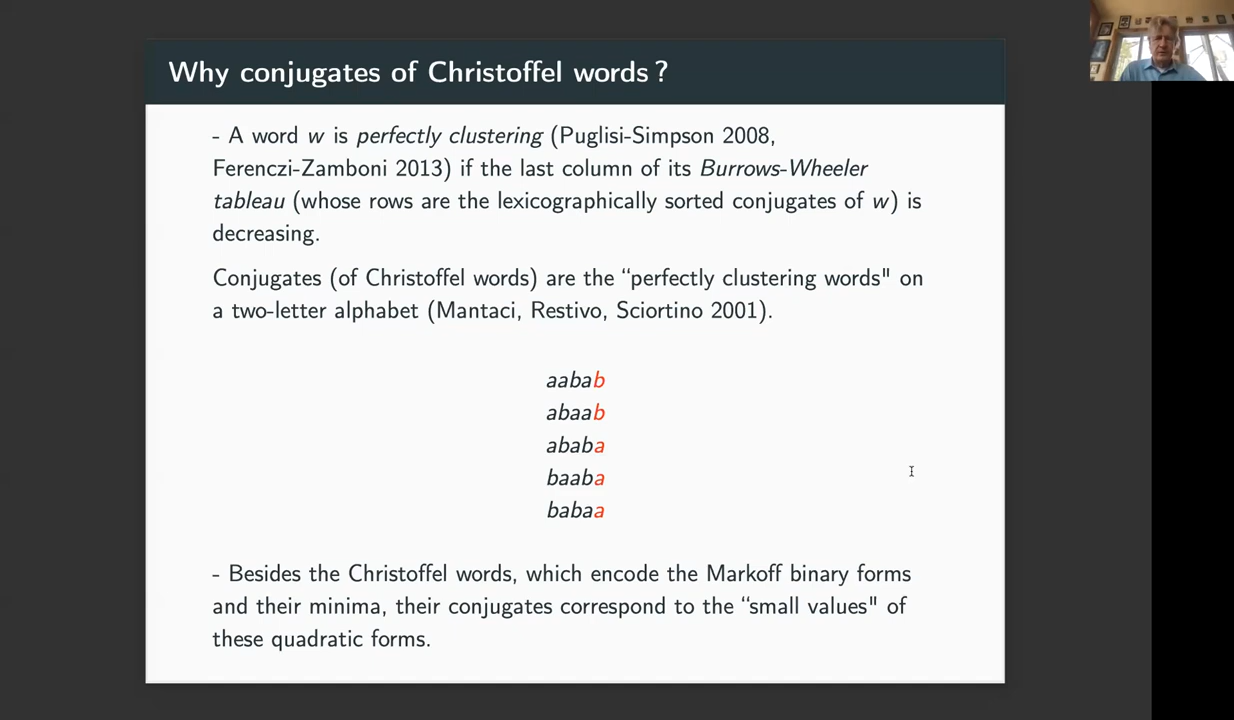 Why conjugates of Christoffel words ?
- A word w is perfectly clustering (Puglisi-Simpson 2008,
Ferenczi-Zamboni 2013) if the last column of its Burrows-Wheeler
tableau (whose rows are the lexicographically sorted conjugates of w) is
decreasing.
Conjugates (of Christoffel words) are the “perfectly clustering words" on
a two-letter alphabet (Mantaci, Restivo, Sciortino 2001).
aabab
abaab
ababa
baaba
babaa
- Besides the Christoffel words, which encode the Markoff binary forms
and their minima, their conjugates correspond to the “small values" of
these quadratic forms.